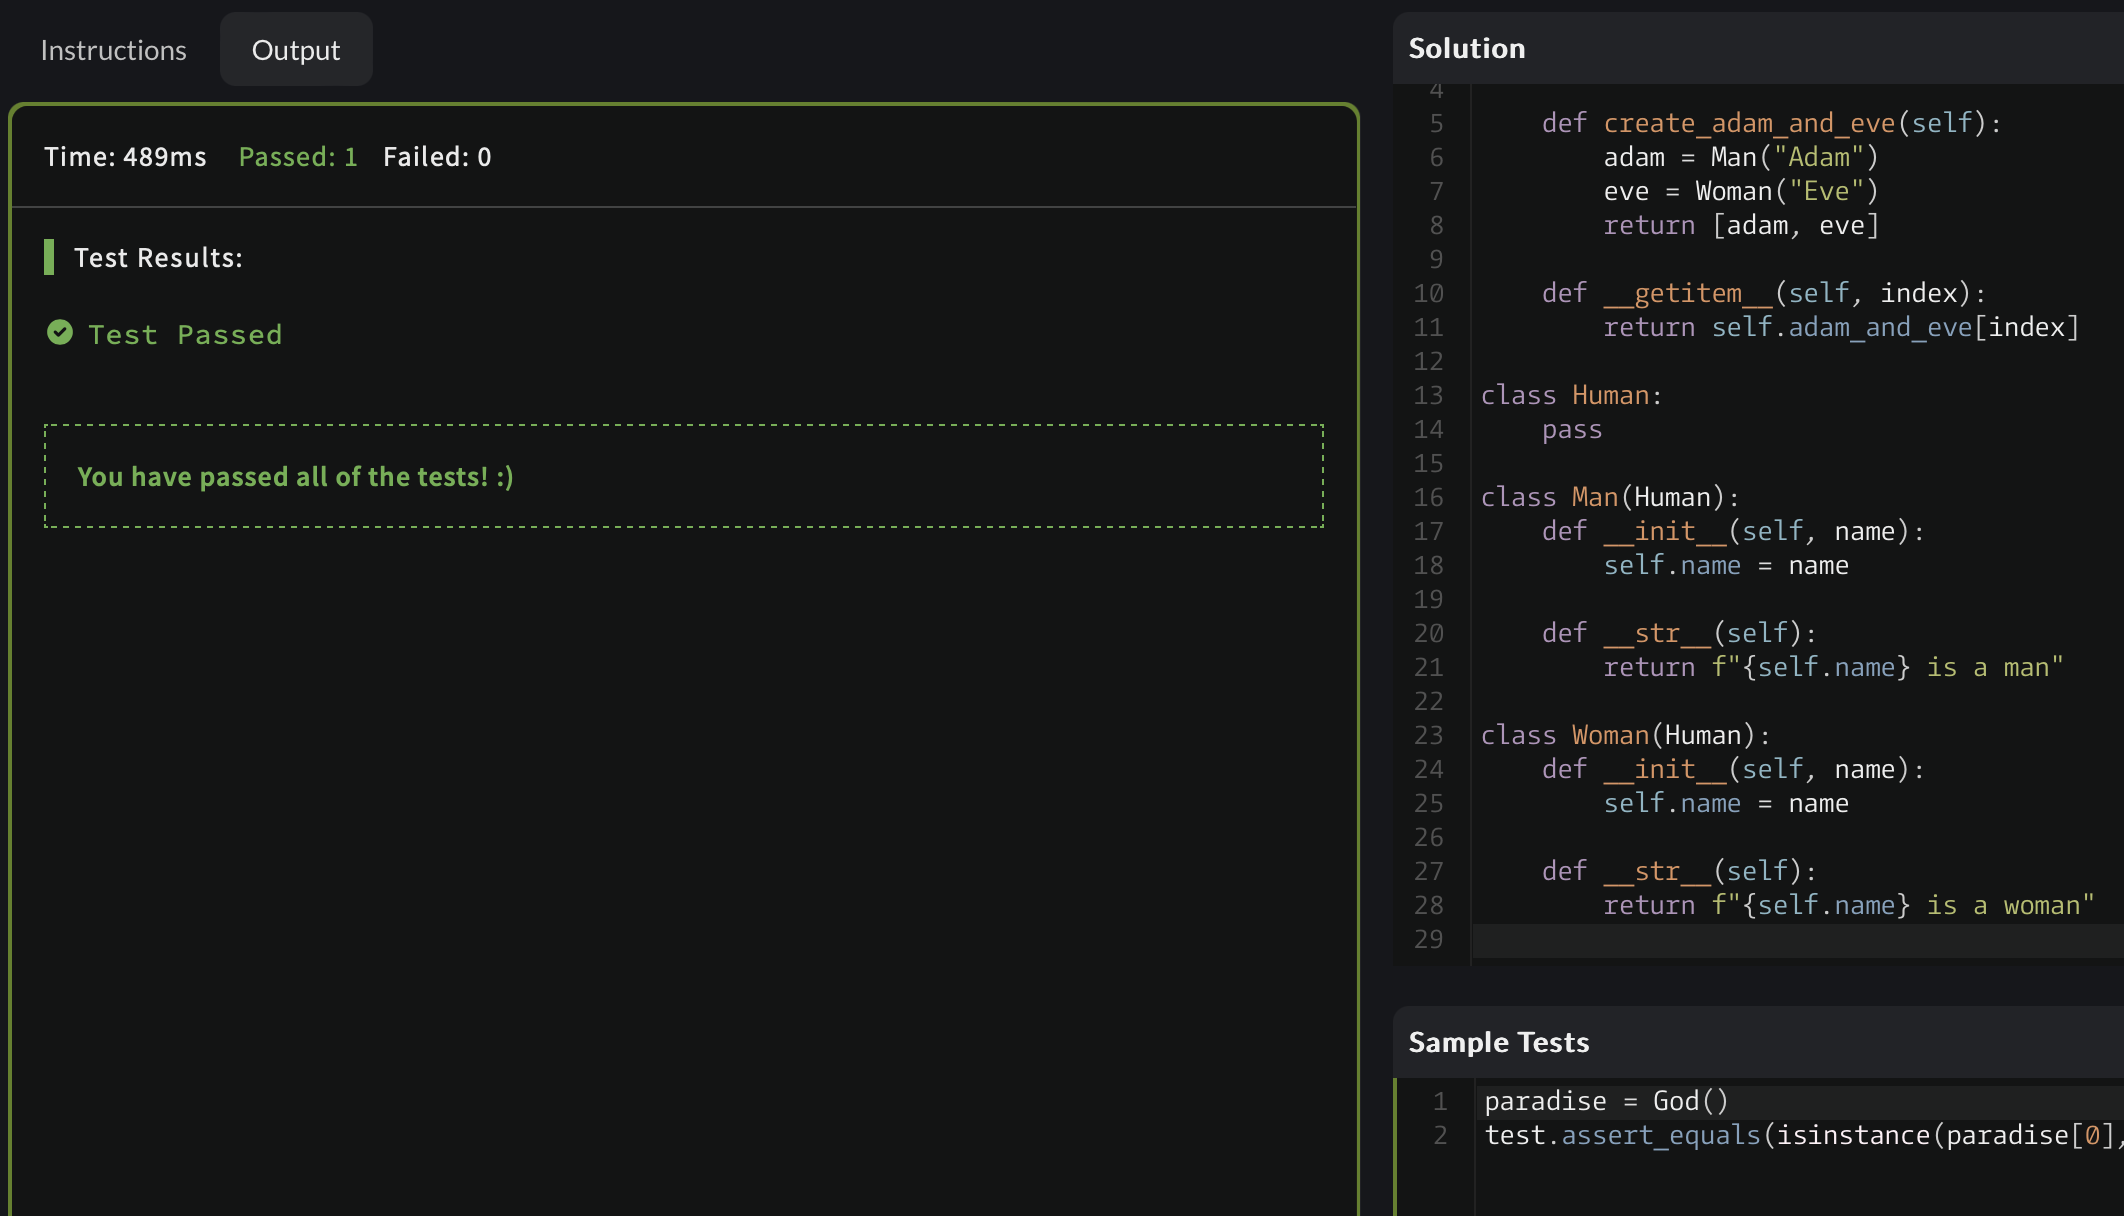 Instructions
Output
Time: 489ms Passed: 1 Failed: 0
Test Results:
Test Passed
You have passed all of the tests! :)
Solution
4
5 def create_adam_and_eve(self):
6 adam = Man("Adam")
7 eve = Woman("Eve")
8 return [adam, eve]
9
10 def __getitem__(self, index):
11 return self.adam_and_eve[index]
12
13 class Human:
14 pass
15
16 class Man(Human):
17 def __init__(self, name):
18 self.name = name
19
20 def __str__(self):
21 return f"{self.name} is a man"
22
23 class Woman(Human):
24 def __init__(self, name):
25 self.name = name
26
27 def __str__(self):
28 return f"{self.name} is a woman"
29
Sample Tests
1 paradise = God()
2 test.assert_equals(isinstance(paradise[0],